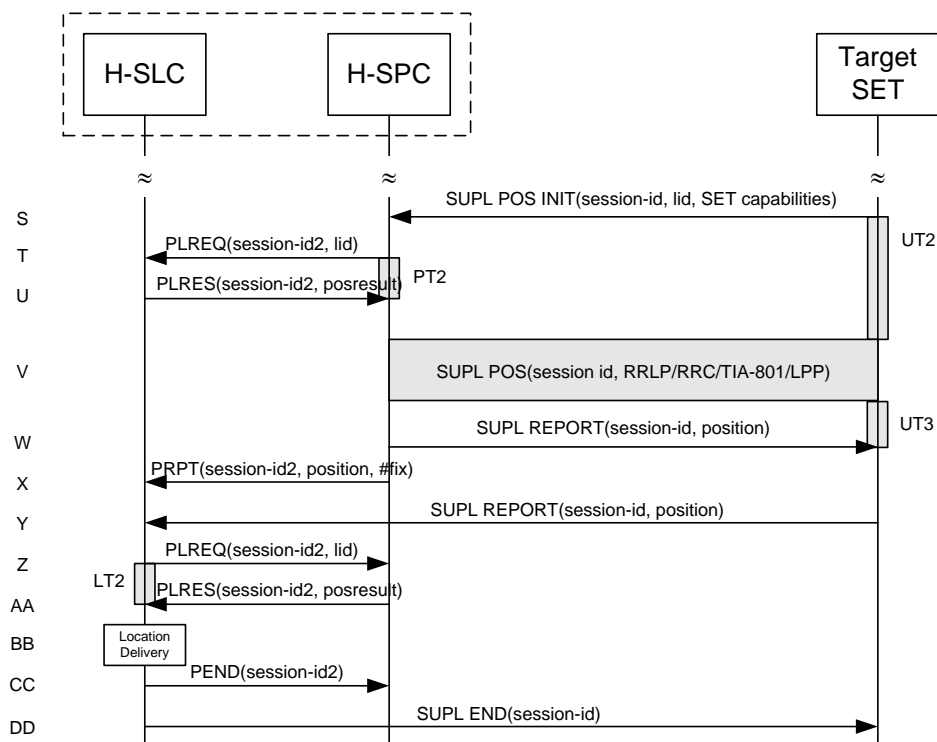 H-SLC
H-SPC
Target
SET
≈ ≈ ≈
S
SUPL POS INIT(session-id, lid, SET capabilities)
UT2
T
PLREQ(session-id2, lid)
PT2
U
PLRES(session-id2, posresult)
V
SUPL POS(session id, RRLP/RRC/TIA-801/LPP)
UT3
W
SUPL REPORT(session-id, position)
X
PRPT(session-id2, position, #fix)
Y
SUPL REPORT(session-id, position)
Z
PLREQ(session-id2, lid)
LT2
AA
PLRES(session-id2, posresult)
BB
Location
Delivery
CC
PEND(session-id2)
DD
SUPL END(session-id)